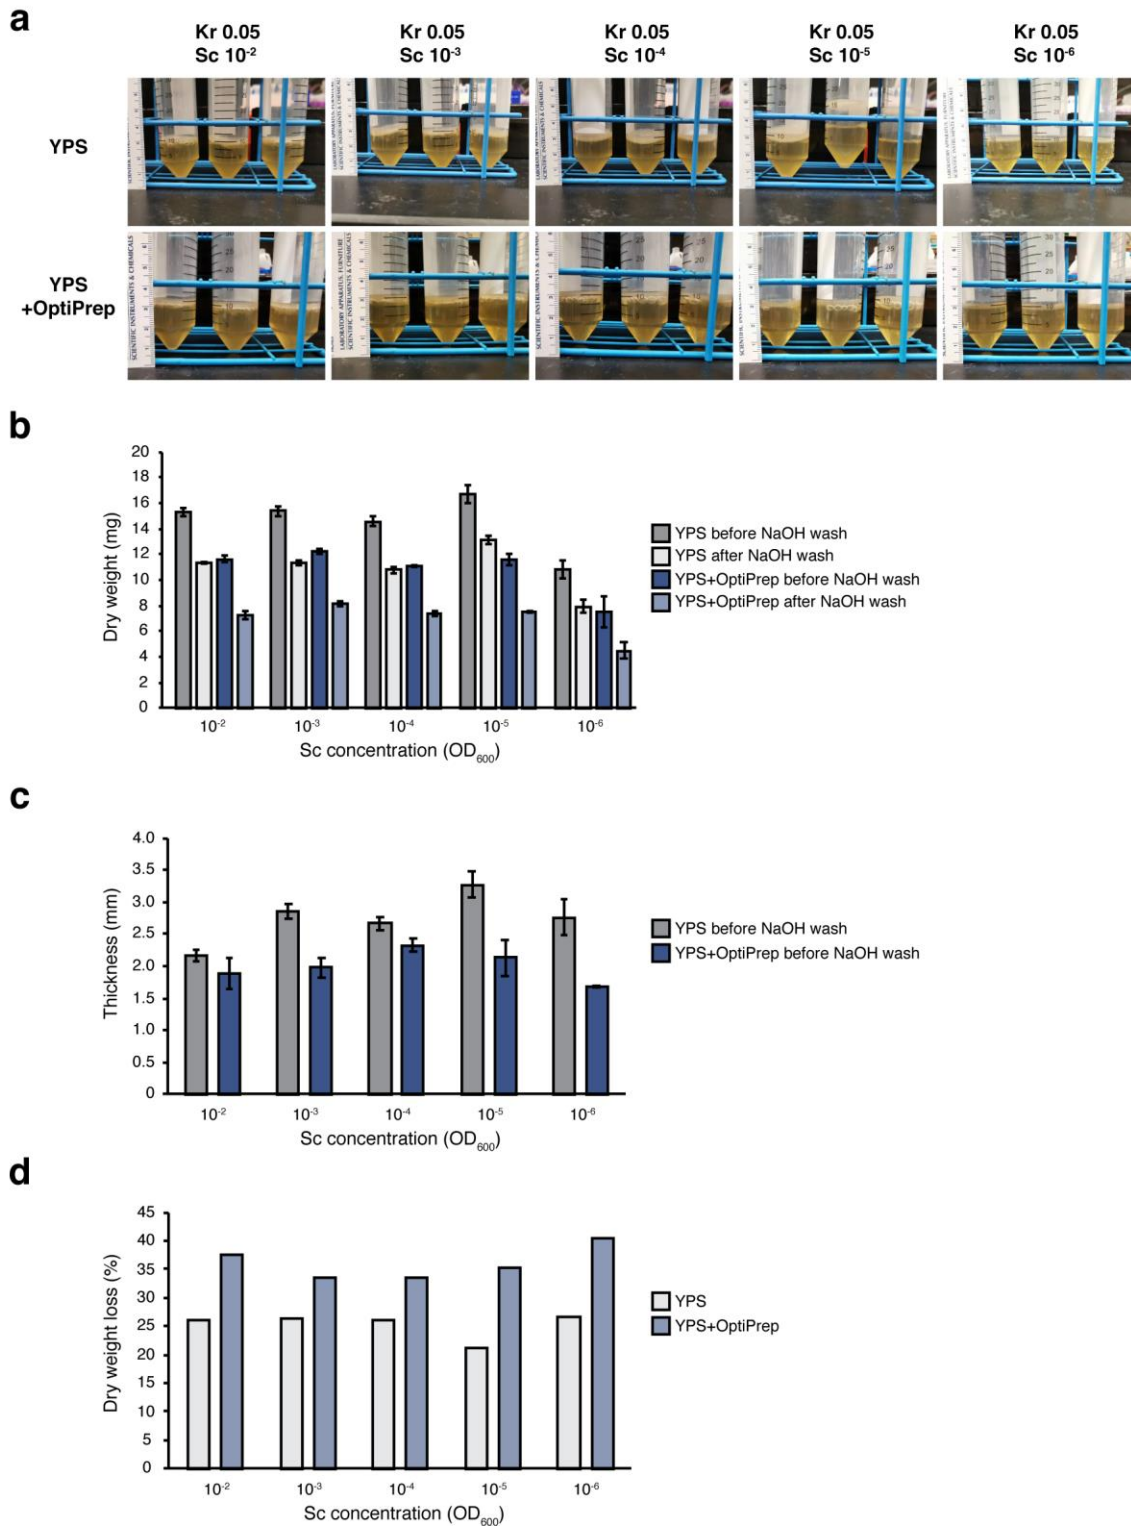 a
Kr 0.05 Kr 0.05 Kr 0.05 Kr 0.05 Kr 0.05
Sc 10⁻² Sc 10⁻³ Sc 10⁻⁴ Sc 10⁻⁵ Sc 10⁻⁶
YPS
YPS
+OptiPrep
LABORATORY APPARATUS, FURNITURE
SCIENTIFIC INSTRUMENTS & CHEMICALS
b
20
18
16
14
12
10
8
6
4
2
0
Dry weight (mg)
10⁻² 10⁻³ 10⁻⁴ 10⁻⁵ 10⁻⁶
Sc concentration (OD₆₀₀)
YPS before NaOH wash
YPS after NaOH wash
YPS+OptiPrep before NaOH wash
YPS+OptiPrep after NaOH wash
c
4.0
3.5
3.0
2.5
2.0
1.5
1.0
0.5
0
Thickness (mm)
10⁻² 10⁻³ 10⁻⁴ 10⁻⁵ 10⁻⁶
Sc concentration (OD₆₀₀)
YPS before NaOH wash
YPS+OptiPrep before NaOH wash
d
45
40
35
30
25
20
15
10
5
0
Dry weight loss (%)
10⁻² 10⁻³ 10⁻⁴ 10⁻⁵ 10⁻⁶
Sc concentration (OD₆₀₀)
YPS
YPS+OptiPrep